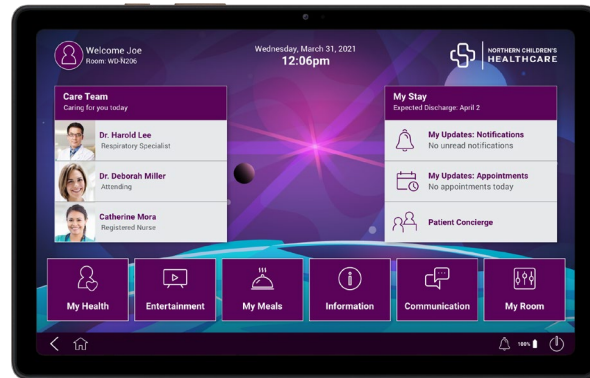 Welcome Joe
Room: WD-N206
Wednesday, March 31, 2021
12:06pm
NORTHERN CHILDREN'S
HEALTHCARE
Care Team
Caring for you today
Dr. Harold Lee
Respiratory Specialist
Dr. Deborah Miller
Attending
Catherine Mora
Registered Nurse
My Stay
Expected Discharge: April 2
My Updates: Notifications
No unread notifications
My Updates: Appointments
No appointments today
Patient Concierge
My Health
Entertainment
My Meals
Information
Communication
My Room
100%